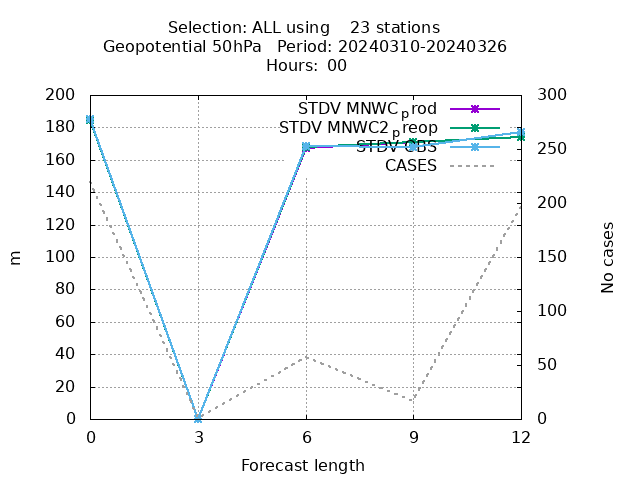 Selection: ALL using 23 stations
Geopotential 50hPa Period: 20240310-20240326
Hours: 00
200 300
STDV MNWCprod
180
STDV MNWC2preop
250
STDV OBS
160
CASES
140
200
120
100 150
80
100
60
40
50
20
0 0
0 3 6 9 12
m
No cases
Forecast length